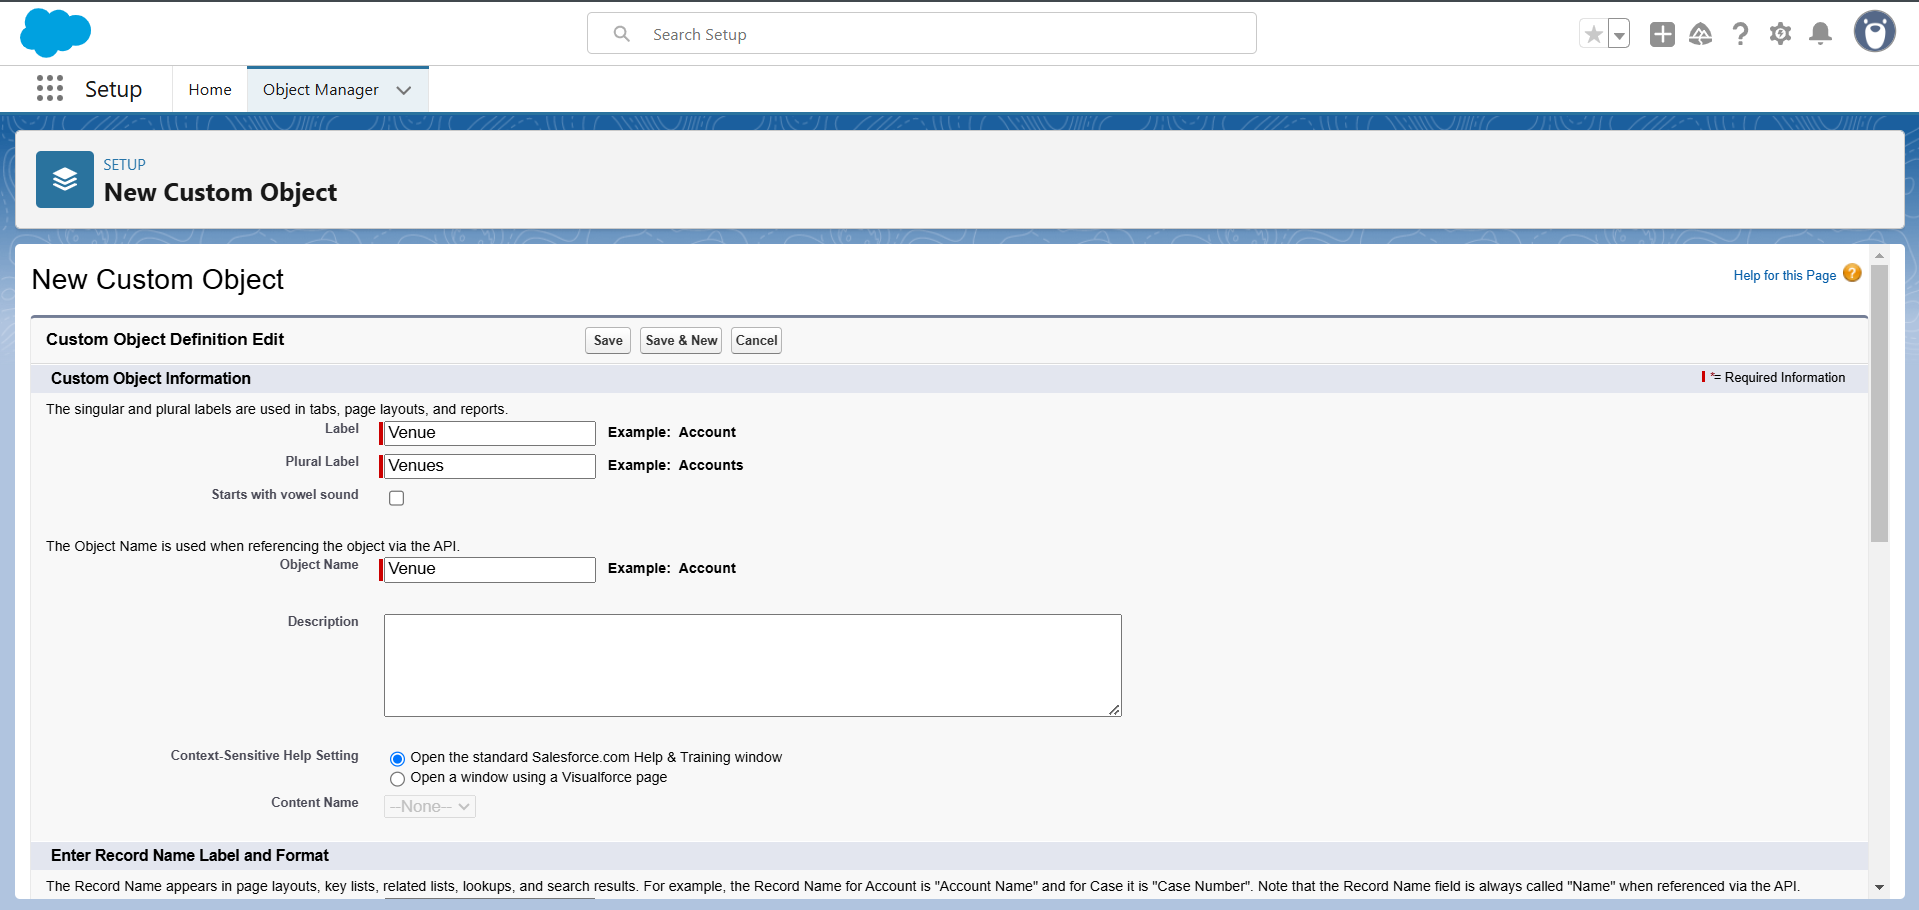 Search Setup
Setup
Home
Object Manager
SETUP
New Custom Object
New Custom Object
Help for this Page
Custom Object Definition Edit
Save
Save & New
Cancel
Custom Object Information
*= Required Information
The singular and plural labels are used in tabs, page layouts, and reports.
Label
Venue
Example: Account
Plural Label
Venues
Example: Accounts
Starts with vowel sound
The Object Name is used when referencing the object via the API.
Object Name
Venue
Example: Account
Description
Context-Sensitive Help Setting
Open the standard Salesforce.com Help & Training window
Open a window using a Visualforce page
Content Name
--None--
Enter Record Name Label and Format
The Record Name appears in page layouts, key lists, related lists, lookups, and search results. For example, the Record Name for Account is "Account Name" and for Case it is "Case Number". Note that the Record Name field is always called "Name" when referenced via the API.